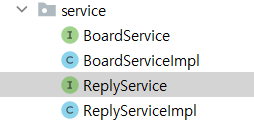 service
I BoardService
C BoardServiceImpl
I ReplyService
C ReplyServiceImpl